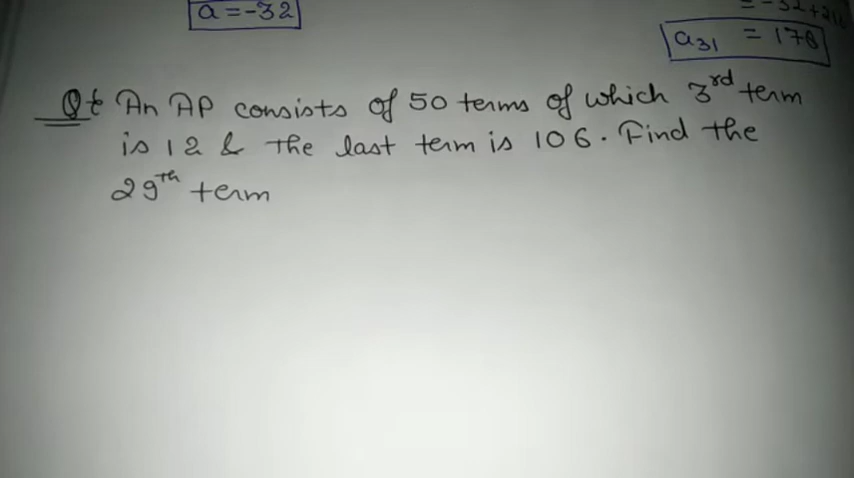 a = -32
a31 = 178
Q6 An AP consists of 50 terms of which 3rd term
is 12 & the last term is 106. Find the
29th term